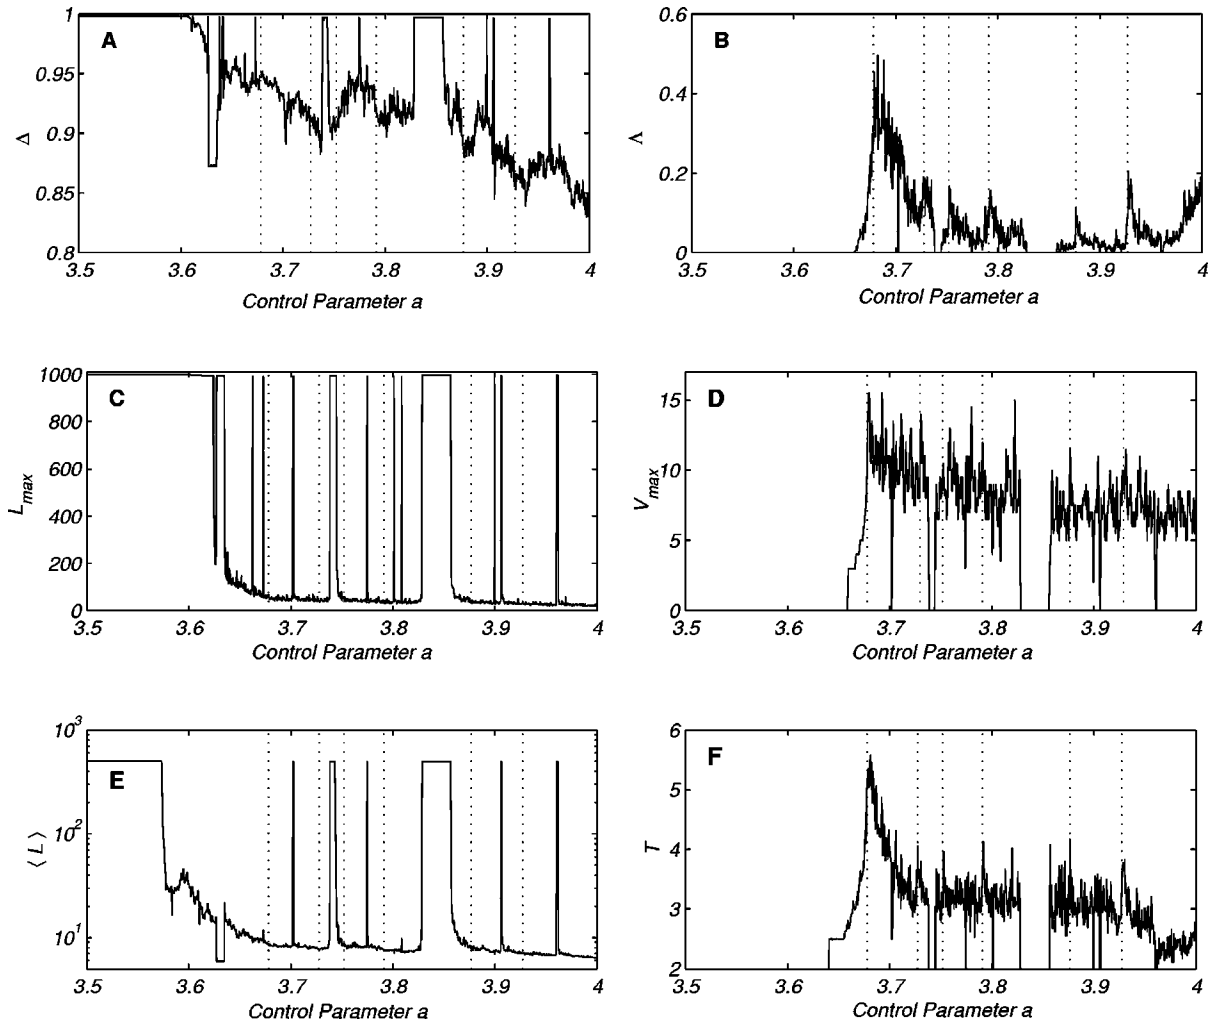 A
1
0.95
0.9
0.85
0.8
Δ
3.5 3.6 3.7 3.8 3.9 4
Control Parameter a
B
0.6
0.4
0.2
0
Λ
3.5 3.6 3.7 3.8 3.9 4
Control Parameter a
C
1000
800
600
400
200
0
L_max
3.5 3.6 3.7 3.8 3.9 4
Control Parameter a
D
15
10
5
0
V_max
3.5 3.6 3.7 3.8 3.9 4
Control Parameter a
E
10^3
10^2
10^1
⟨ L ⟩
3.5 3.6 3.7 3.8 3.9 4
Control Parameter a
F
6
5
4
3
2
T
3.5 3.6 3.7 3.8 3.9 4
Control Parameter a